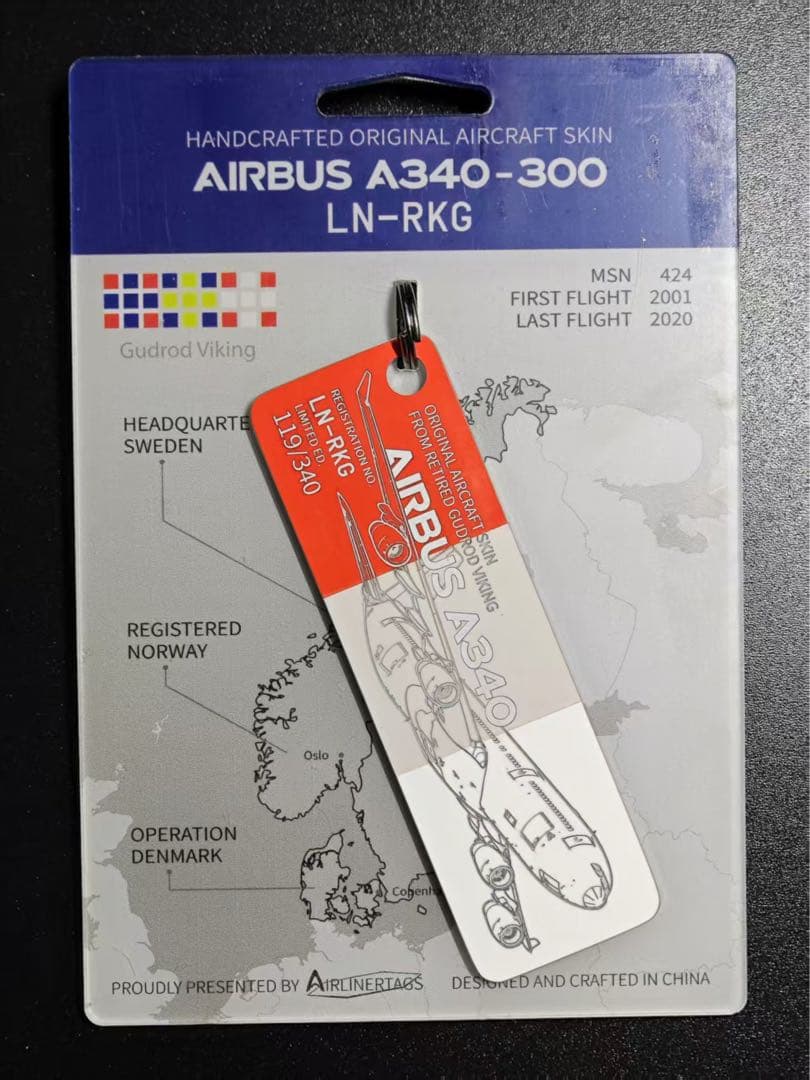 HANDCRAFTED ORIGINAL AIRCRAFT SKIN
AIRBUS A340-300
LN-RKG
MSN 424
FIRST FLIGHT 2001
LAST FLIGHT 2020
Gudrod Viking
HEADQUARTE
SWEDEN
REGISTERED
NORWAY
Oslo
OPERATION
DENMARK
Copenha
REGISTRATION NO.
LN-RKG
LIMITED ED.
119/340
ORIGINAL AIRCRAFT SKIN
FROM RETIRED GUDROD VIKING
AIRBUS A340
PROUDLY PRESENTED BY AIRLINERTAGS
DESIGNED AND CRAFTED IN CHINA